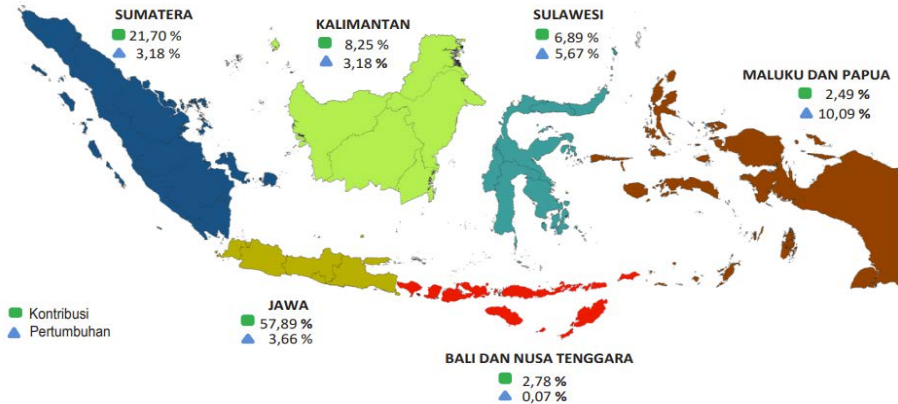 SUMATERA
21,70 %
3,18 %
KALIMANTAN
8,25 %
3,18 %
SULAWESI
6,89 %
5,67 %
MALUKU DAN PAPUA
2,49 %
10,09 %
Kontribusi
Pertumbuhan
JAWA
57,89 %
3,66 %
BALI DAN NUSA TENGGARA
2,78 %
0,07 %